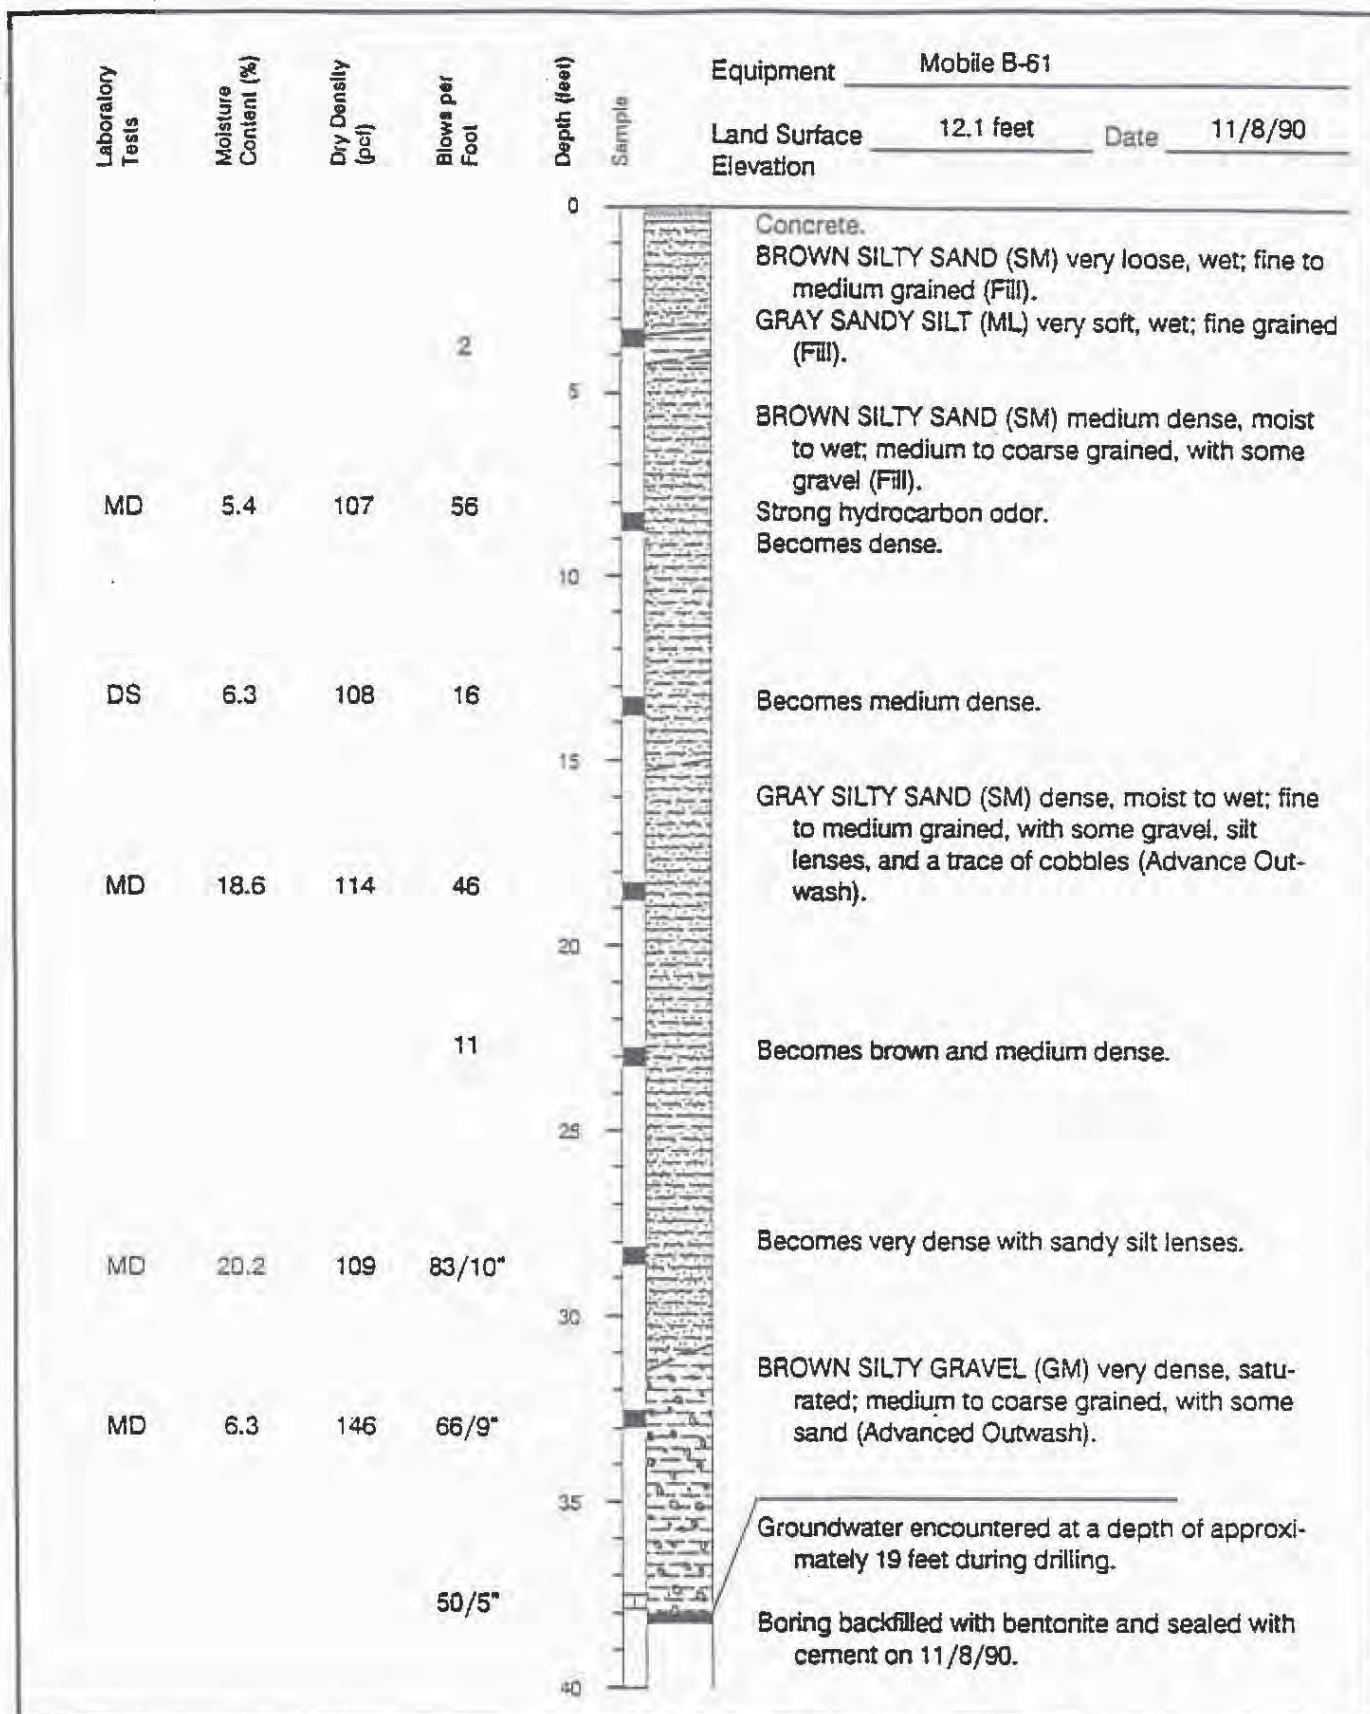 Laboratory Tests
Moisture Content (%)
Dry Density (pcf)
Blows per Foot
Depth (feet)
Sample
Equipment Mobile B-61
Land Surface Elevation 12.1 feet Date 11/8/90
0
Concrete.
BROWN SILTY SAND (SM) very loose, wet; fine to
medium grained (Fill).
GRAY SANDY SILT (ML) very soft, wet; fine grained
(Fill).
2
5
BROWN SILTY SAND (SM) medium dense, moist
to wet; medium to coarse grained, with some
gravel (Fill).
MD 5.4 107 56 Strong hydrocarbon odor.
Becomes dense.
10
DS 6.3 108 16 Becomes medium dense.
15
GRAY SILTY SAND (SM) dense, moist to wet; fine
to medium grained, with some gravel, silt
lenses, and a trace of cobbles (Advance Out-
wash).
MD 18.6 114 46
20
11 Becomes brown and medium dense.
25
Becomes very dense with sandy silt lenses.
MD 20.2 109 83/10"
30
BROWN SILTY GRAVEL (GM) very dense, satu-
rated; medium to coarse grained, with some
sand (Advanced Outwash).
MD 6.3 146 66/9"
35
Groundwater encountered at a depth of approxi-
mately 19 feet during drilling.
50/5"
Boring backfilled with bentonite and sealed with
cement on 11/8/90.
40